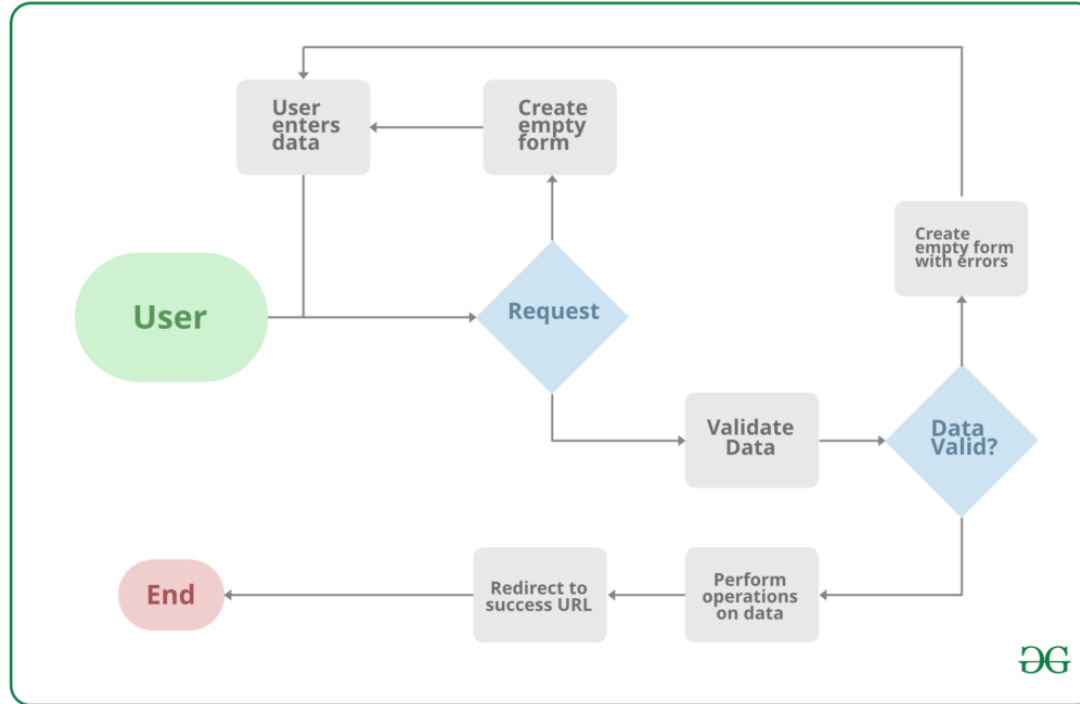 User
enters
data
Create
empty
form
Create
empty form
with errors
User
Request
Validate
Data
Data
Valid?
End
Redirect to
success URL
Perform
operations
on data